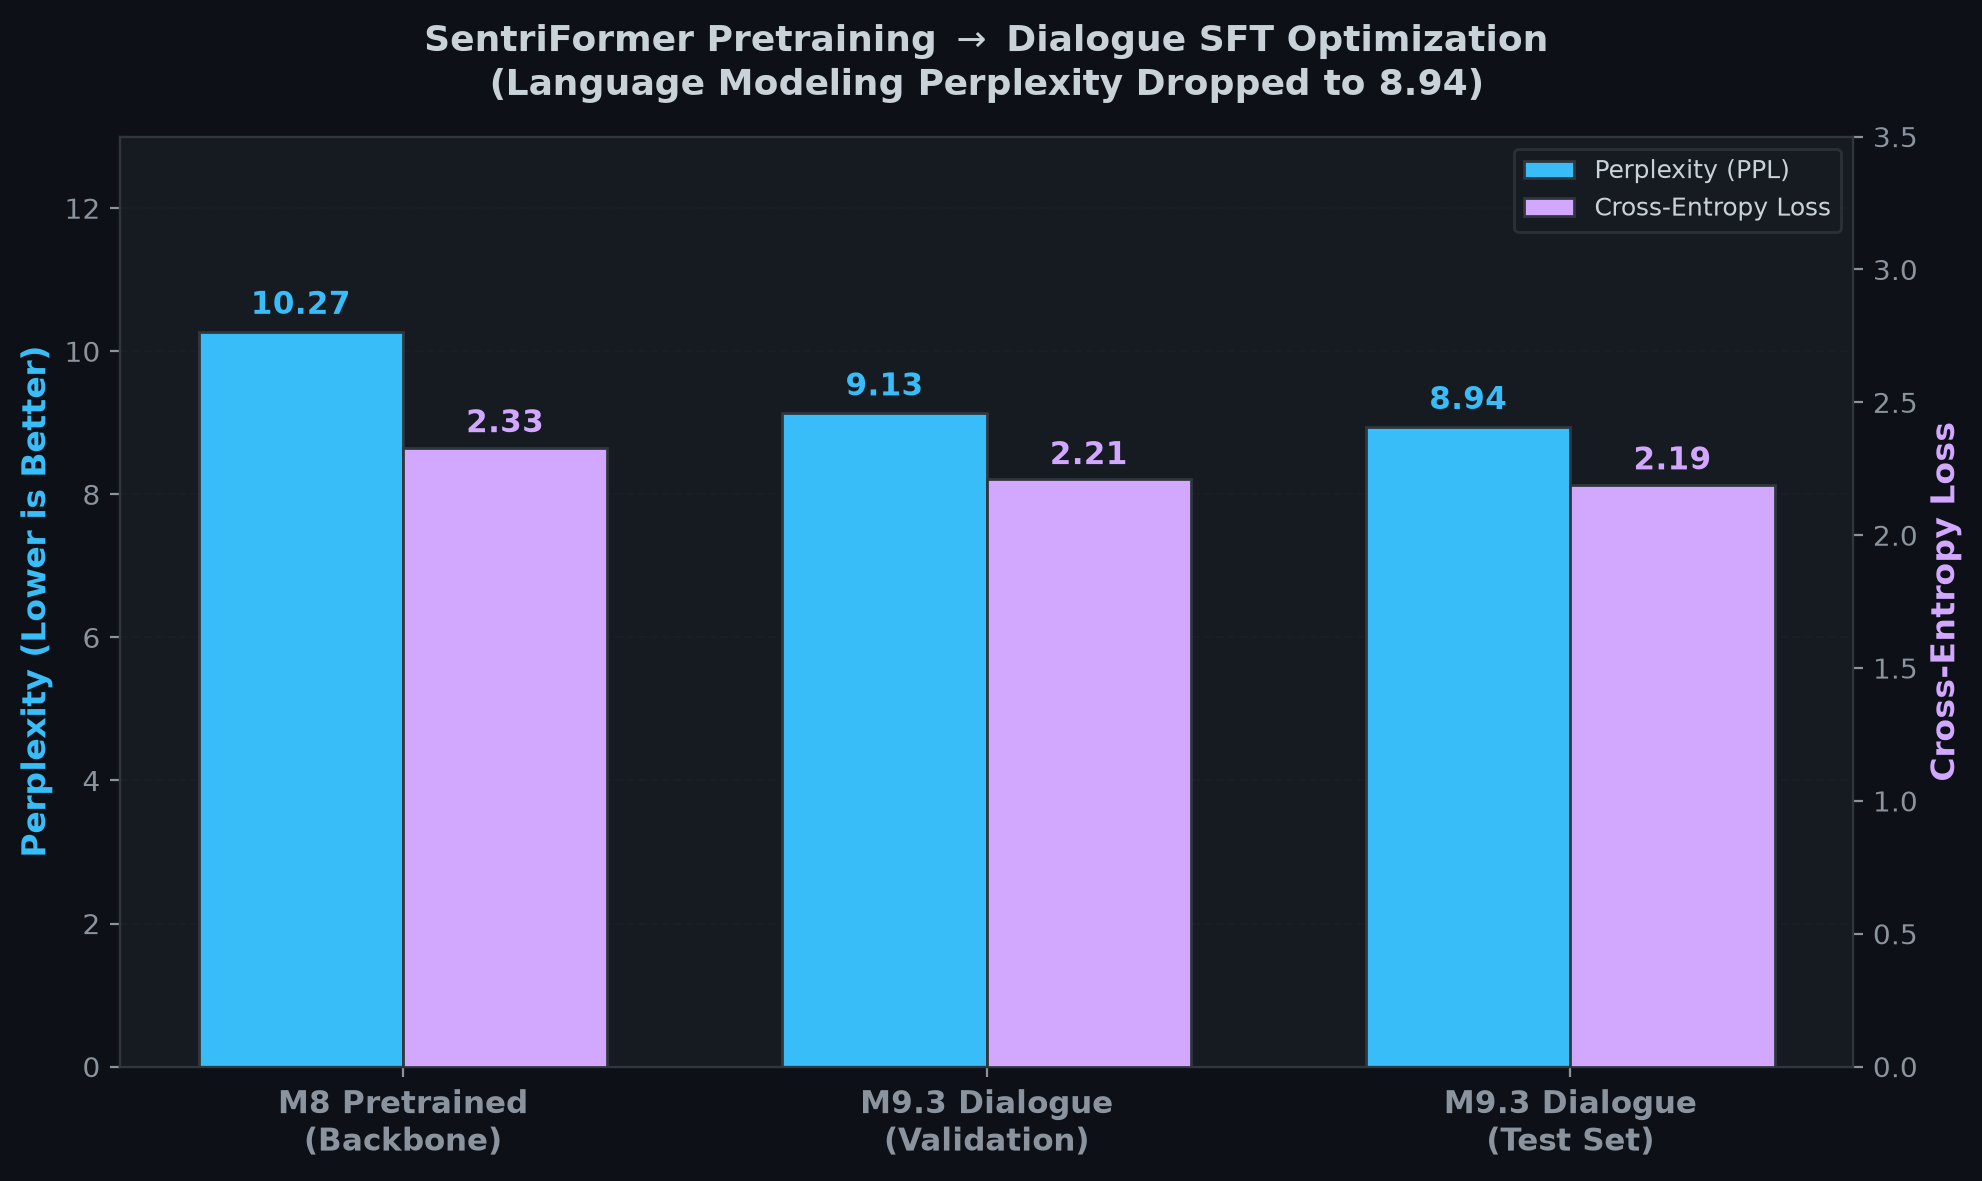 SentriFormer Pretraining → Dialogue SFT Optimization
(Language Modeling Perplexity Dropped to 8.94)
Perplexity (PPL)
Cross-Entropy Loss
Perplexity (Lower is Better)
12
10
8
6
4
2
0
10.27
2.33
9.13
2.21
8.94
2.19
3.5
3.0
2.5
2.0
1.5
1.0
0.5
0.0
Cross-Entropy Loss
M8 Pretrained
(Backbone)
M9.3 Dialogue
(Validation)
M9.3 Dialogue
(Test Set)